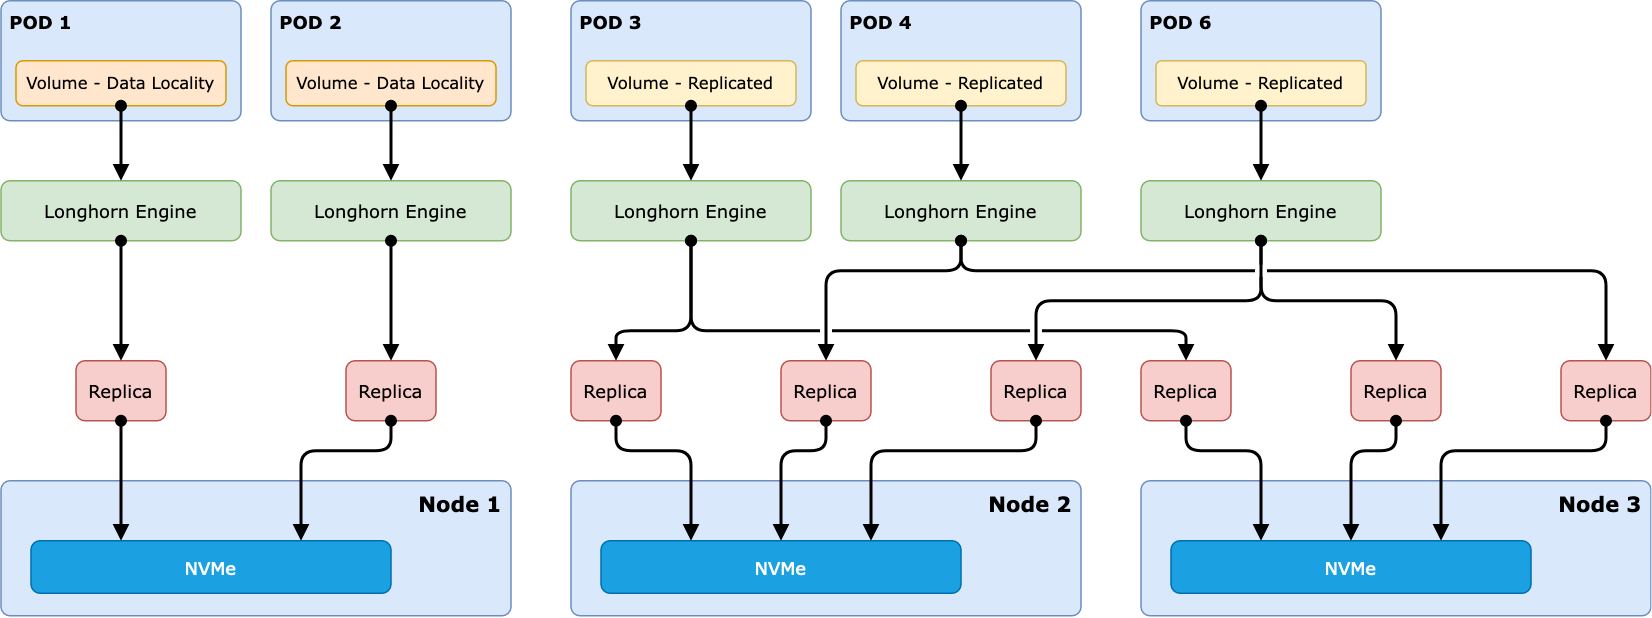 POD 1
POD 2
POD 3
POD 4
POD 6
Volume - Data Locality
Volume - Data Locality
Volume - Replicated
Volume - Replicated
Volume - Replicated
Longhorn Engine
Longhorn Engine
Longhorn Engine
Longhorn Engine
Longhorn Engine
Replica
Replica
Replica
Replica
Replica
Replica
Replica
Replica
Node 1
Node 2
Node 3
NVMe
NVMe
NVMe